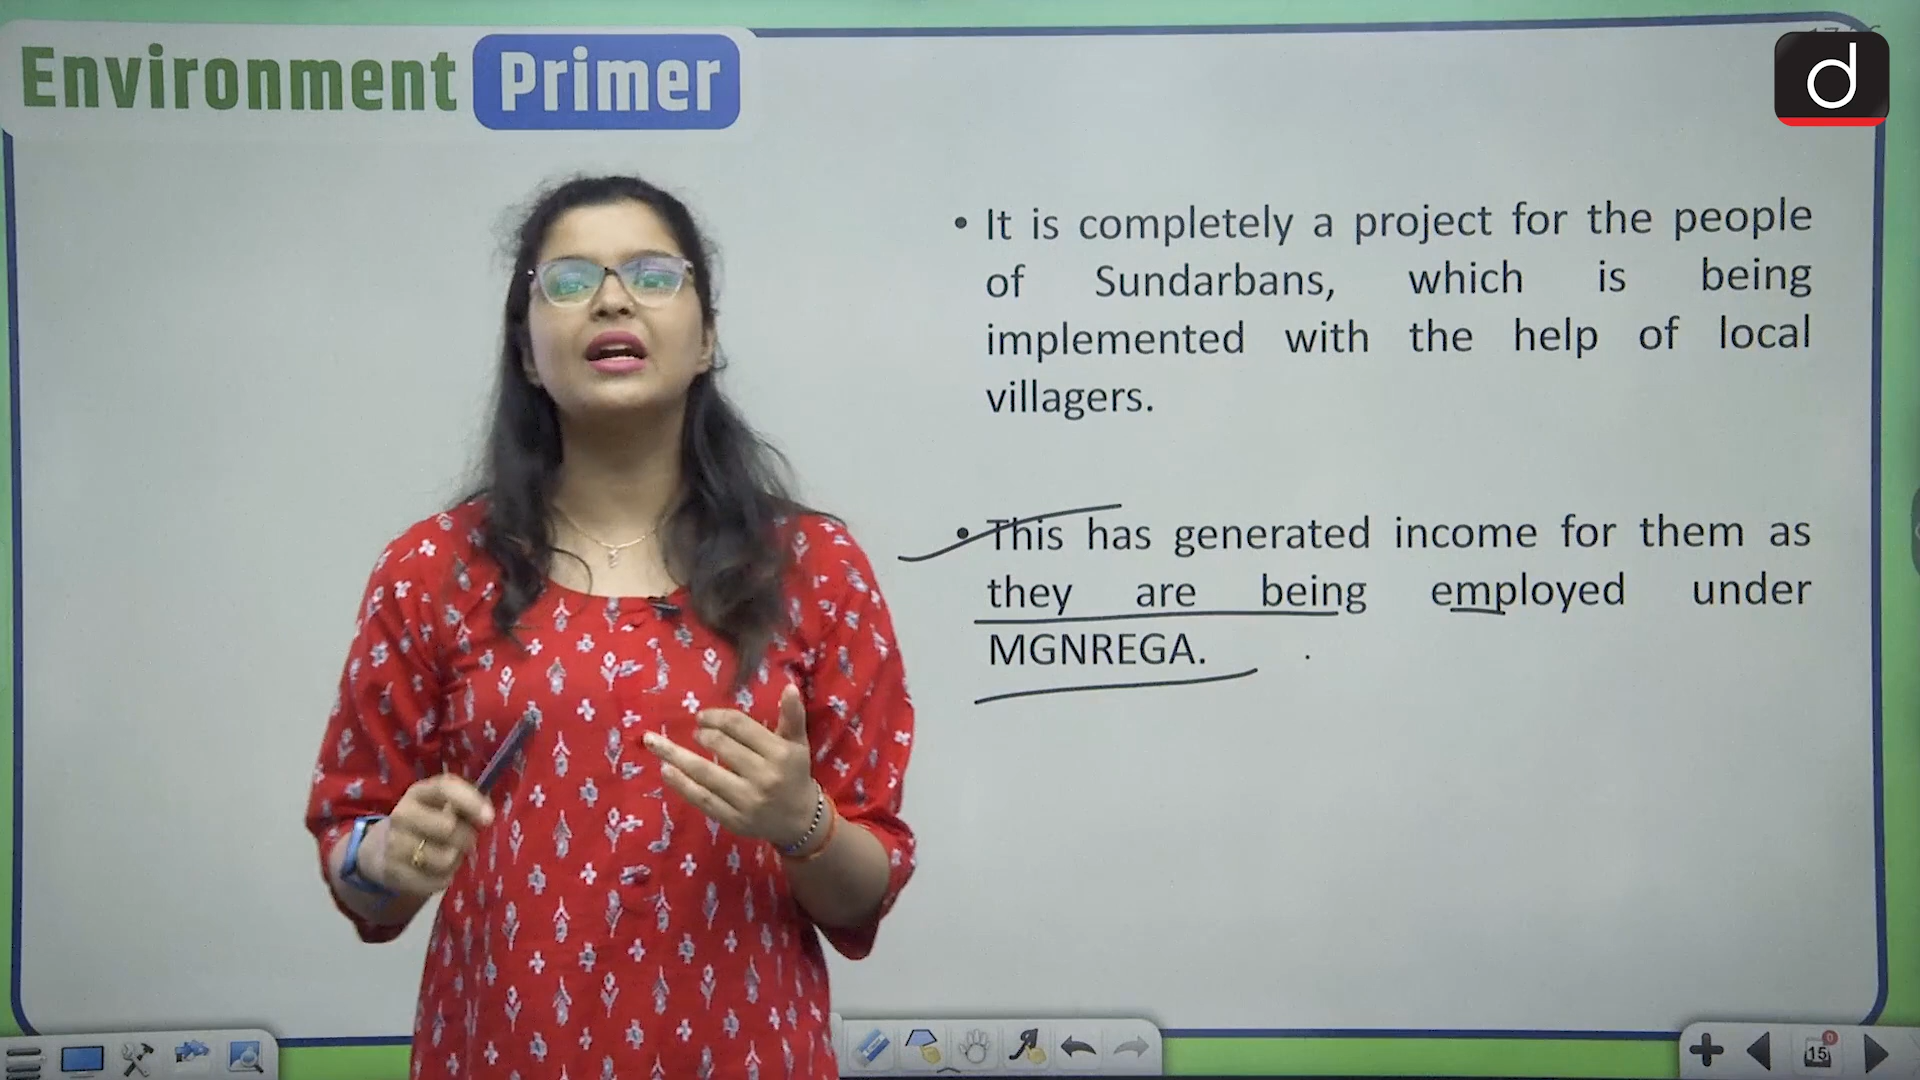 Environment Primer
d
• It is completely a project for the people
of Sundarbans, which is being
implemented with the help of local
villagers.
• This has generated income for them as
they are being employed under
MGNREGA.
15